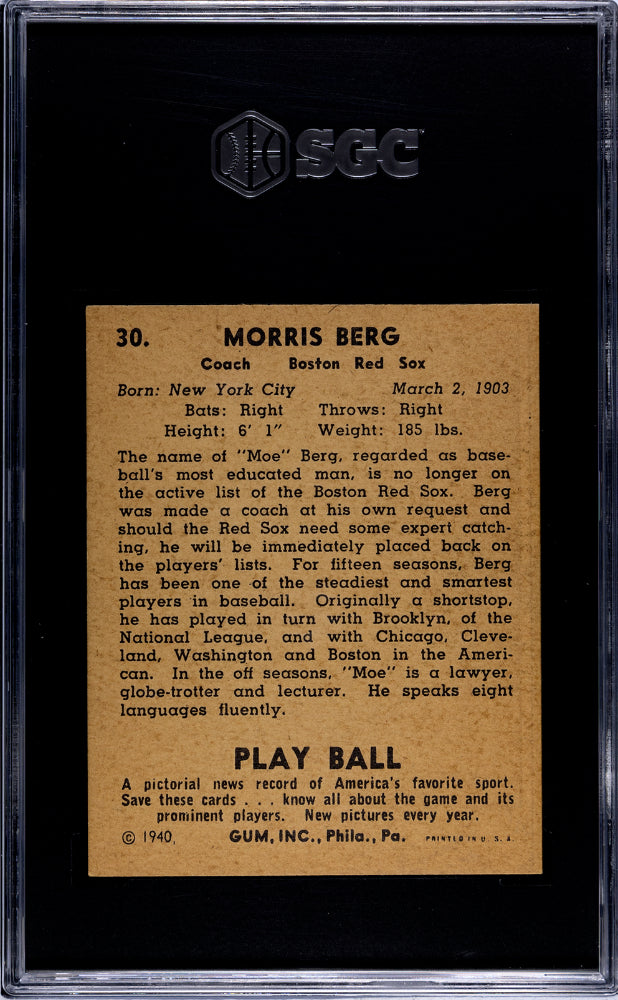 SGC
30. MORRIS BERG
Coach Boston Red Sox
Born: New York City March 2, 1903
Bats: Right Throws: Right
Height: 6' 1" Weight: 185 lbs.
The name of "Moe" Berg, regarded as base-
ball's most educated man, is no longer on
the active list of the Boston Red Sox. Berg
was made a coach at his own request and
should the Red Sox need some expert catch-
ing, he will be immediately placed back on
the players' lists. For fifteen seasons, Berg
has been one of the steadiest and smartest
players in baseball. Originally a shortstop,
he has played in turn with Brooklyn, of the
National League, and with Chicago, Cleve-
land, Washington and Boston in the Ameri-
can. In the off seasons, "Moe" is a lawyer,
globe-trotter and lecturer. He speaks eight
languages fluently.
PLAY BALL
A pictorial news record of America's favorite sport.
Save these cards . . . know all about the game and its
prominent players. New pictures every year.
© 1940, GUM, INC., Phila., Pa. PRINTED IN U. S. A.